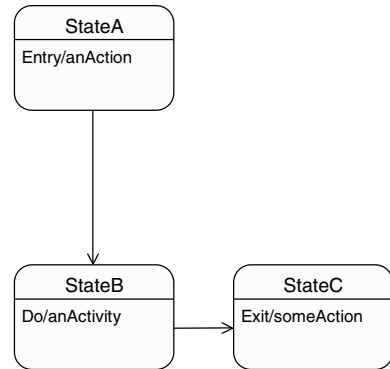 StateA
Entry/anAction
StateB
Do/anActivity
StateC
Exit/someAction